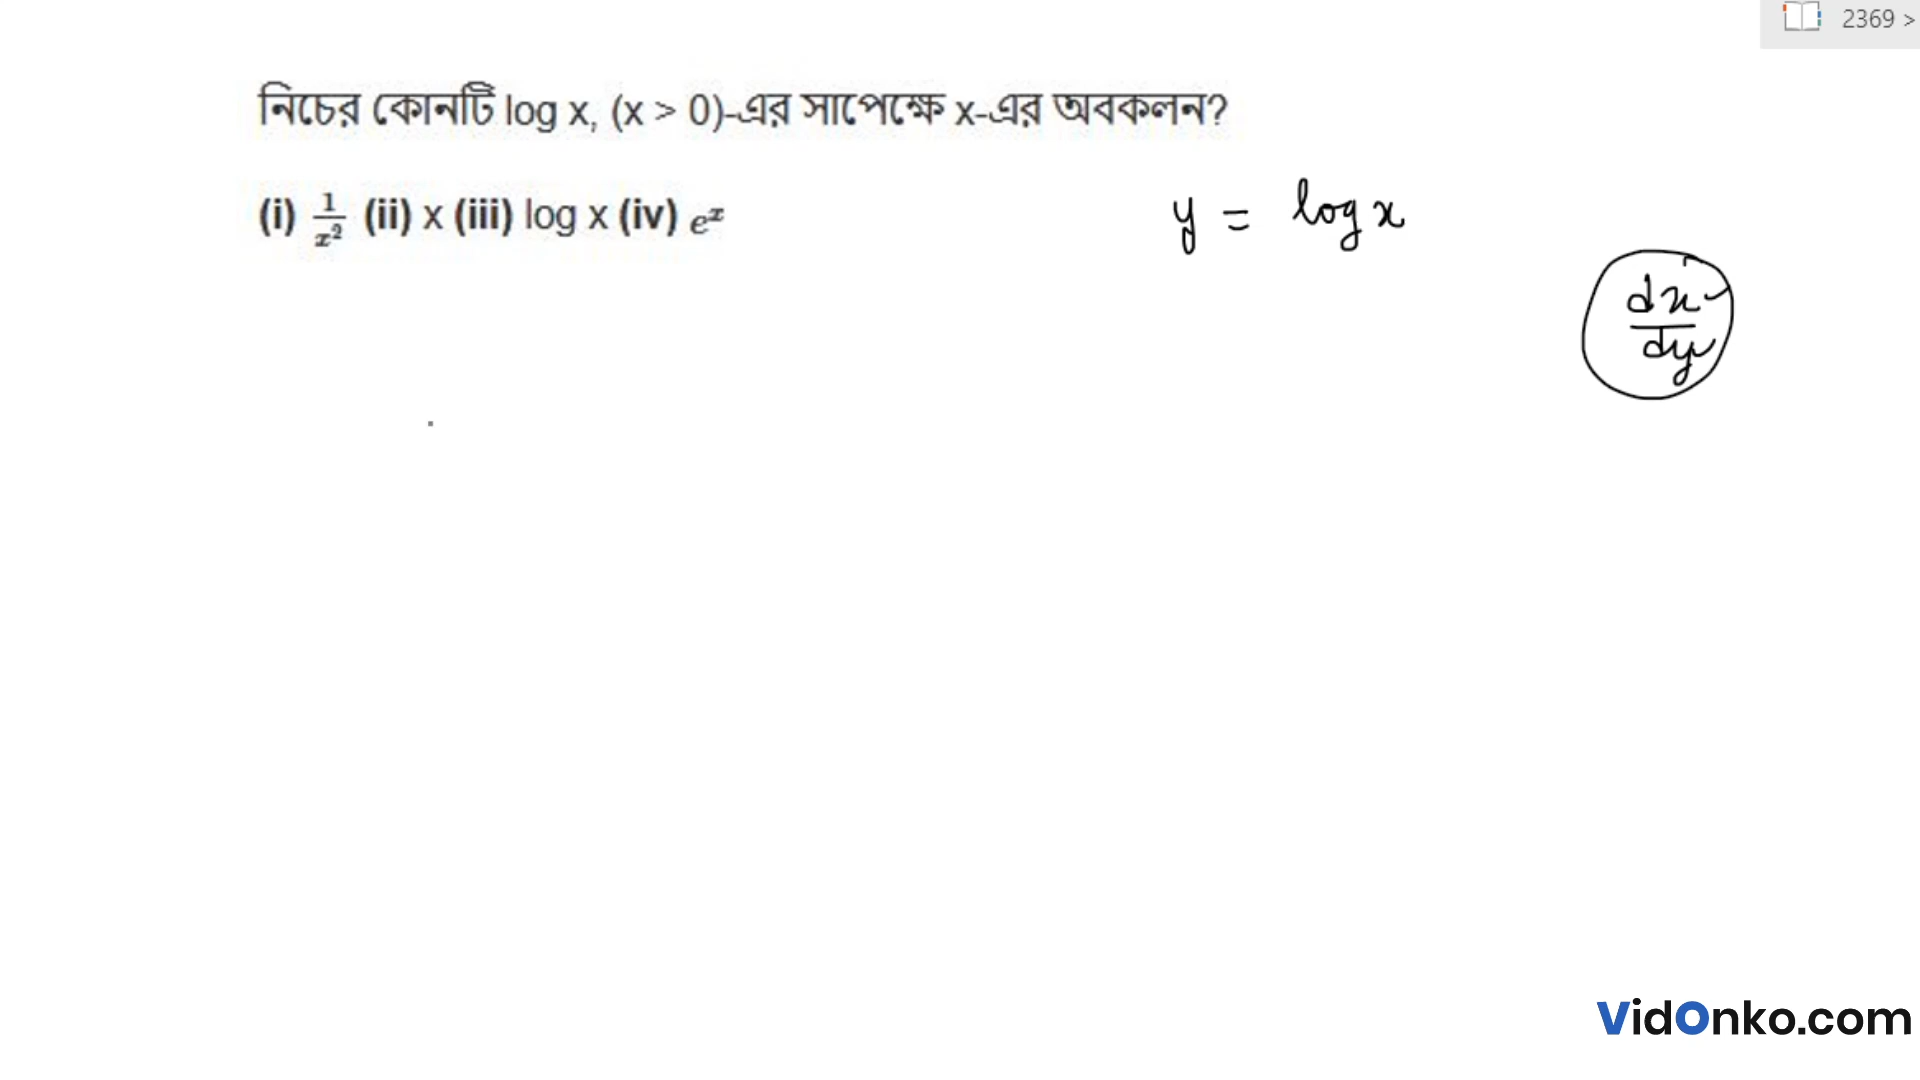 2369 >
নিচের কোনটি log x, (x > 0)-এর সাপেক্ষে x-এর অবকলন?
(i) 1/x² (ii) x (iii) log x (iv) eˣ
y = log x
dx/dy
VidOnko.com